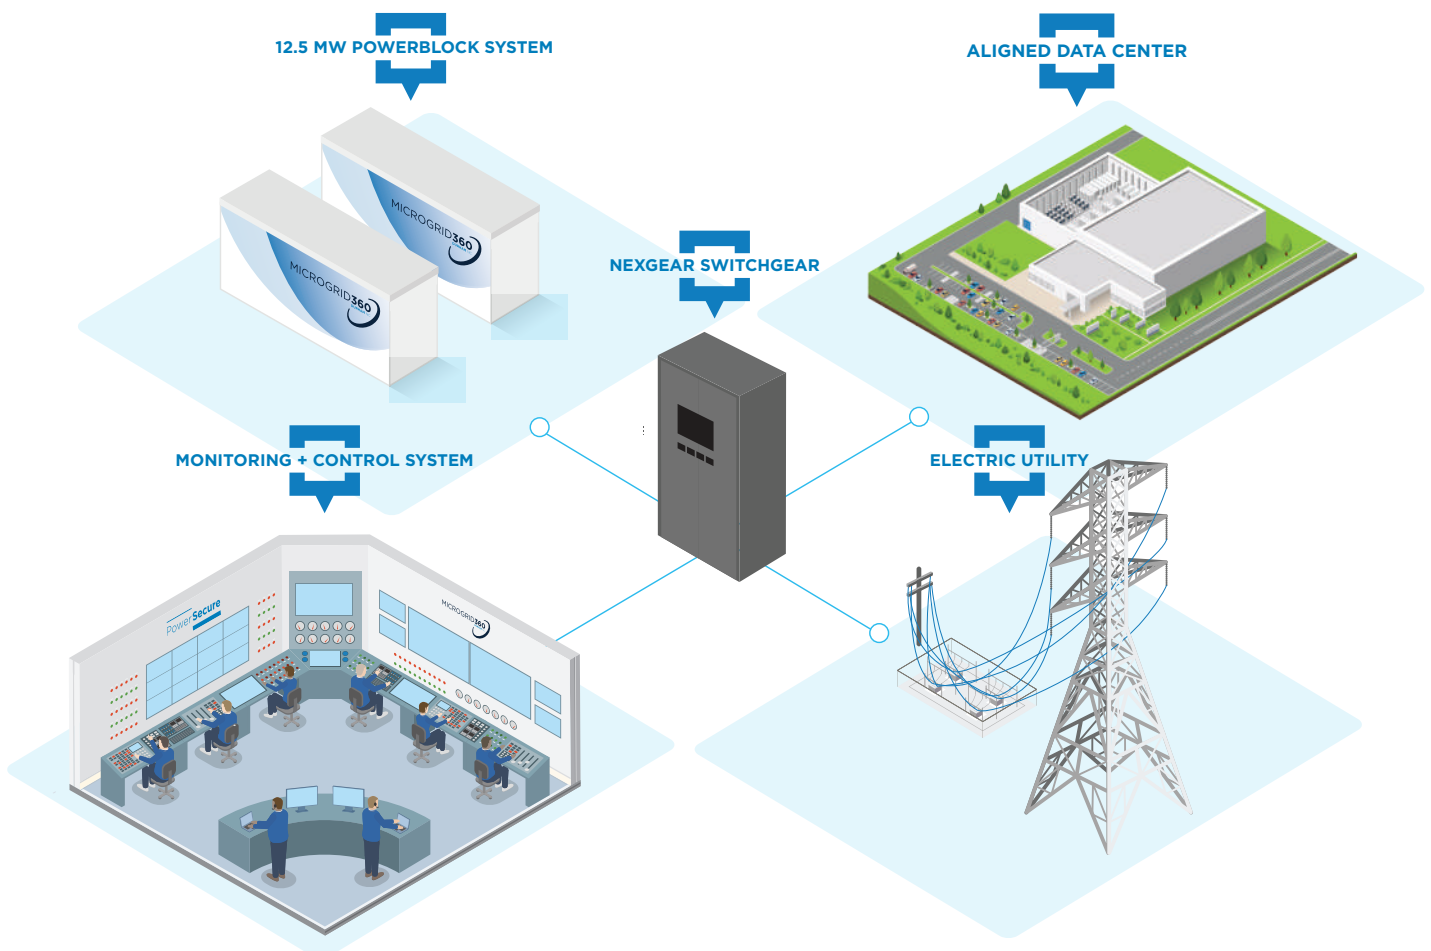 12.5 MW POWERBLOCK SYSTEM
ALIGNED DATA CENTER
MICROGRID360
MICROGRID360
NEXGEAR SWITCHGEAR
MONITORING + CONTROL SYSTEM
ELECTRIC UTILITY
PowerSecure
MICROGRID360